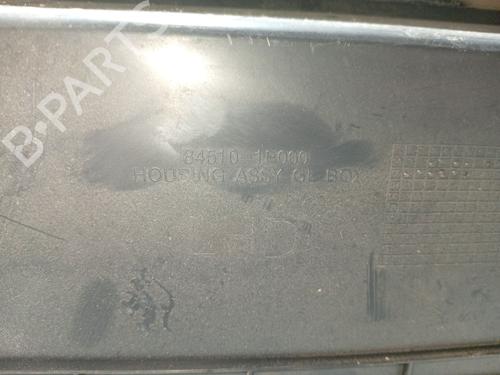 B-PARTS
84510-1E000
HOUSING ASSY GL BOX